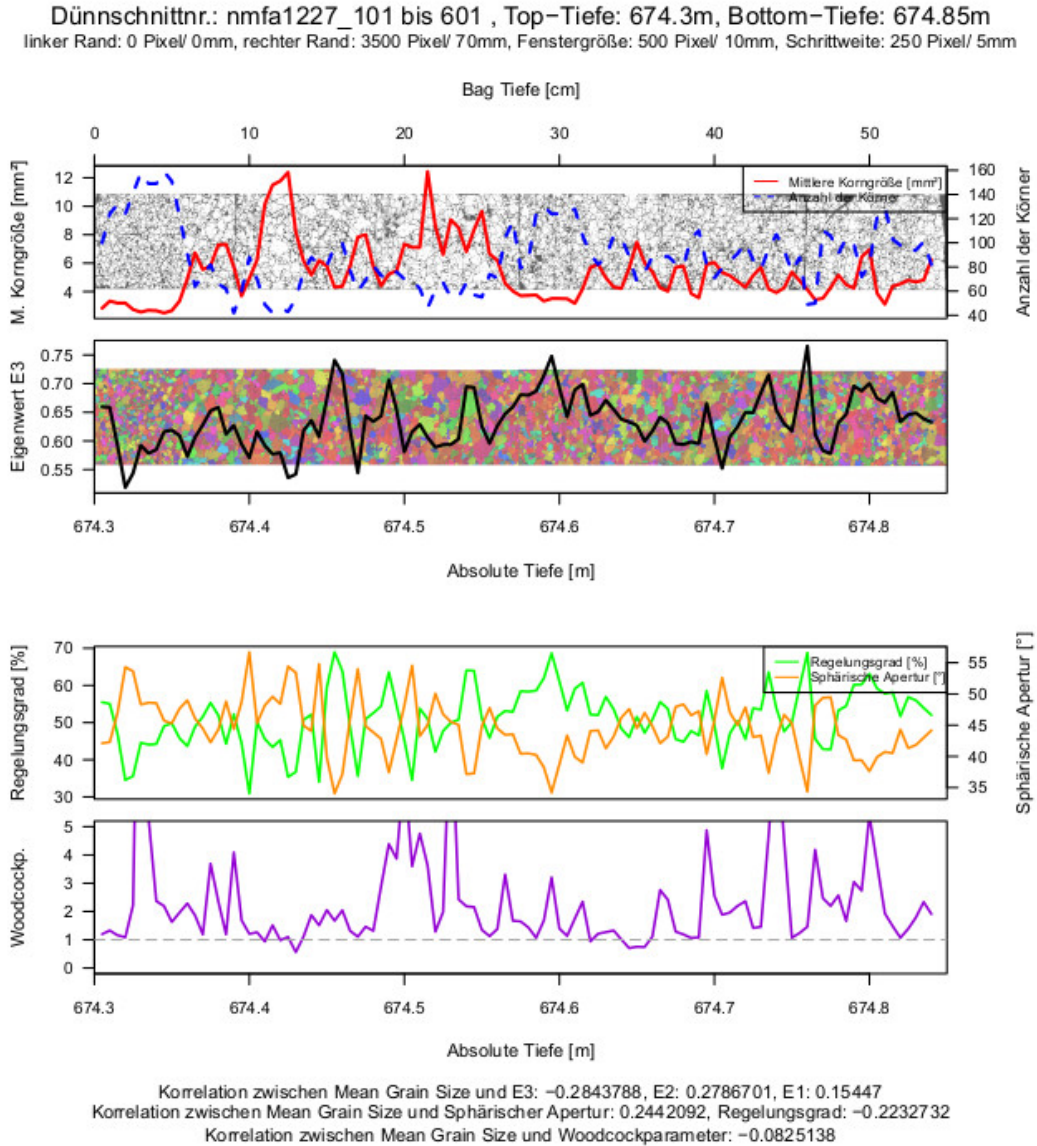 Dünnschnittnr.: nmfa1227_101 bis 601 , Top−Tiefe: 674.3m, Bottom−Tiefe: 674.85m
linker Rand: 0 Pixel/ 0mm, rechter Rand: 3500 Pixel/ 70mm, Fenstergröße: 500 Pixel/ 10mm, Schrittweite: 250 Pixel/ 5mm
Bag Tiefe [cm]
0 10 20 30 40 50
M. Korngröße [mm²]
12
10
8
6
4
Mittlere Korngröße [mm²]
Anzahl der Körner
160
140
120
100
80
60
40
Anzahl der Körner
Eigenwert E3
0.75
0.70
0.65
0.60
0.55
674.3 674.4 674.5 674.6 674.7 674.8
Absolute Tiefe [m]
Regelungsgrad [%]
70
60
50
40
30
Regelungsgrad [%]
Sphärische Apertur [°]
55
50
45
40
35
Sphärische Apertur [°]
Woodcockp.
5
4
3
2
1
0
674.3 674.4 674.5 674.6 674.7 674.8
Absolute Tiefe [m]
Korrelation zwischen Mean Grain Size und E3: −0.2843788, E2: 0.2786701, E1: 0.15447
Korrelation zwischen Mean Grain Size und Sphärischer Apertur: 0.2442092, Regelungsgrad: −0.2232732
Korrelation zwischen Mean Grain Size und Woodcockparameter: −0.0825138